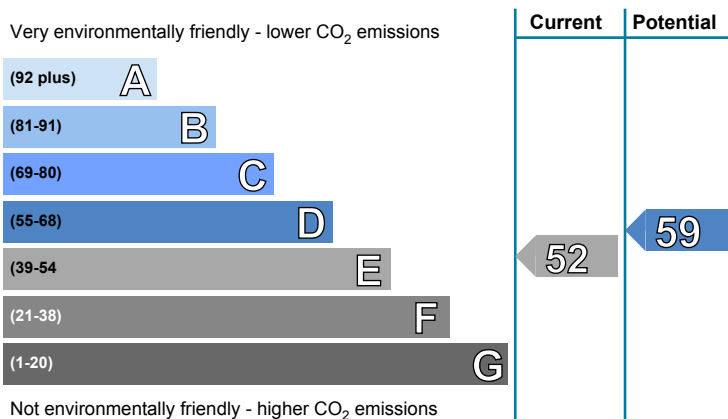 Current Potential
Very environmentally friendly - lower CO2 emissions
(92 plus) A
(81-91) B
(69-80) C
(55-68) D
59
(39-54 E
52
(21-38) F
(1-20) G
Not environmentally friendly - higher CO2 emissions